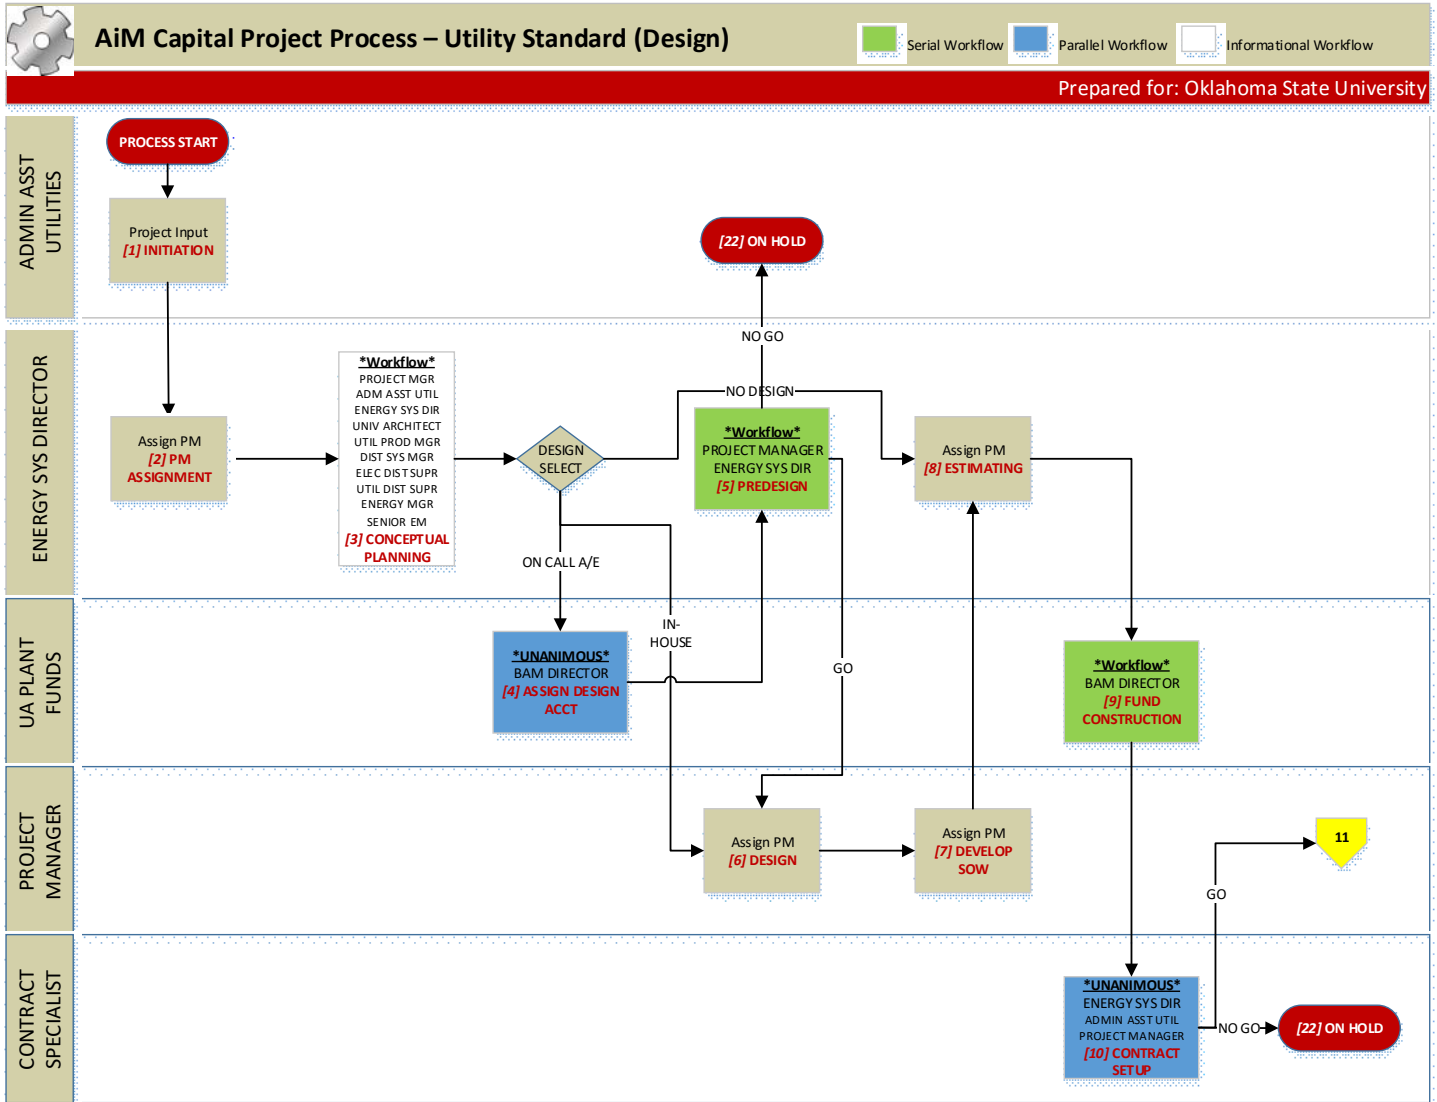 AiM Capital Project Process – Utility Standard (Design)
Serial Workflow
Parallel Workflow
Informational Workflow
Prepared for: Oklahoma State University
ADMIN ASST
UTILITIES
PROCESS START
Project Input
[1] INITIATION
[22] ON HOLD
NO GO
ENERGY SYS DIRECTOR
Assign PM
[2] PM
ASSIGNMENT
*Workflow*
PROJECT MGR
ADM ASST UTIL
ENERGY SYS DIR
UNIV ARCHITECT
UTIL PROD MGR
DIST SYS MGR
ELEC DIST SUPR
UTIL DIST SUPR
ENERGY MGR
SENIOR EM
[3] CONCEPTUAL
PLANNING
DESIGN
SELECT
NO DESIGN
*Workflow*
PROJECT MANAGER
ENERGY SYS DIR
[5] PREDESIGN
Assign PM
[8] ESTIMATING
ON CALL A/E
IN-
HOUSE
GO
UA PLANT
FUNDS
*UNANIMOUS*
BAM DIRECTOR
[4] ASSIGN DESIGN
ACCT
*Workflow*
BAM DIRECTOR
[9] FUND
CONSTRUCTION
PROJECT
MANAGER
Assign PM
[6] DESIGN
Assign PM
[7] DEVELOP
SOW
11
GO
CONTRACT
SPECIALIST
*UNANIMOUS*
ENERGY SYS DIR
ADMIN ASST UTIL
PROJECT MANAGER
[10] CONTRACT
SETUP
NO GO
[22] ON HOLD